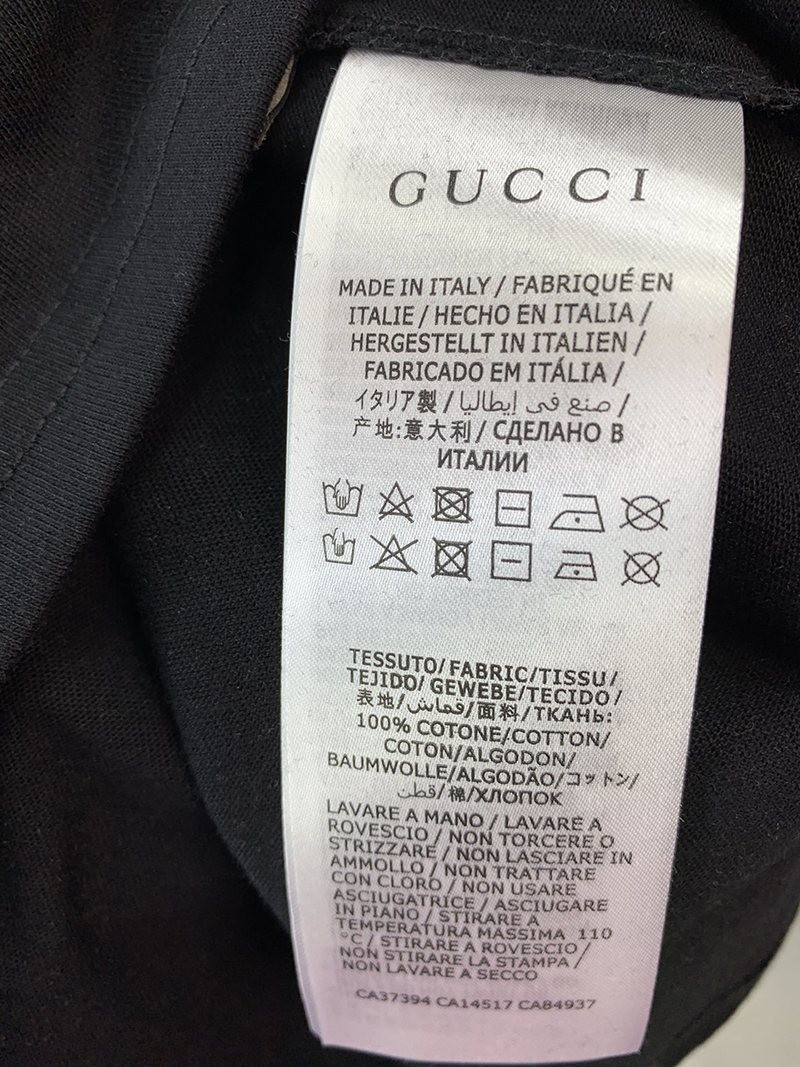 GUCCI
MADE IN ITALY / FABRIQUÉ EN
ITALIE / HECHO EN ITALIA /
HERGESTELLT IN ITALIEN /
FABRICADO EM ITÁLIA /
イタリア製 / صنع في إيطاليا /
产地:意大利 / СДЕЛАНО В
ИТАЛИИ
TESSUTO/FABRIC/TISSU/
TEJIDO/GEWEBE/TECIDO/
表地/قماش/面料/ТКАНЬ:
100% COTONE/COTTON/
COTON/ALGODON/
BAUMWOLLE/ALGODÃO/コットン/
قطن/棉/ХЛОПОК
LAVARE A MANO / LAVARE A
ROVESCIO / NON TORCERE O
STRIZZARE / NON LASCIARE IN
AMMOLLO / NON TRATTARE
CON CLORO / NON USARE
ASCIUGATRICE / ASCIUGARE
IN PIANO / STIRARE A
TEMPERATURA MASSIMA 110
°C / STIRARE A ROVESCIO /
NON STIRARE LA STAMPA /
NON LAVARE A SECCO
CA37394 CA14517 CA84937